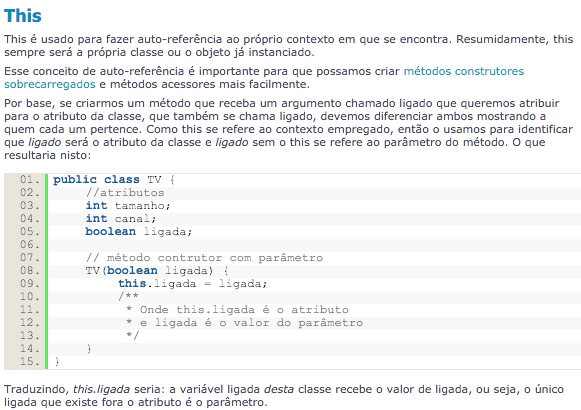 This
This é usado para fazer auto-referência ao próprio contexto em que se encontra. Resumidamente, this
sempre será a própria classe ou o objeto já instanciado.
Esse conceito de auto-referência é importante para que possamos criar métodos construtores
sobrecarregados e métodos acessores mais facilmente.
Por base, se criarmos um método que receba um argumento chamado ligado que queremos atribuir
para o atributo da classe, que também se chama ligado, devemos diferenciar ambos mostrando a
quem cada um pertence. Como this se refere ao contexto empregado, então o usamos para identificar
que ligado será o atributo da classe e ligado sem o this se refere ao parâmetro do método. O que
resultaria nisto:
01. public class TV {
02. //atributos
03. int tamanho;
04. int canal;
05. boolean ligada;
06.
07. // método contrutor com parâmetro
08. TV(boolean ligada) {
09. this.ligada = ligada;
10. /**
11. * Onde this.ligada é o atributo
12. * e ligada é o valor do parâmetro
13. */
14. }
15. }
Traduzindo, this.ligada seria: a variável ligada desta classe recebe o valor de ligada, ou seja, o único
ligada que existe fora o atributo é o parâmetro.